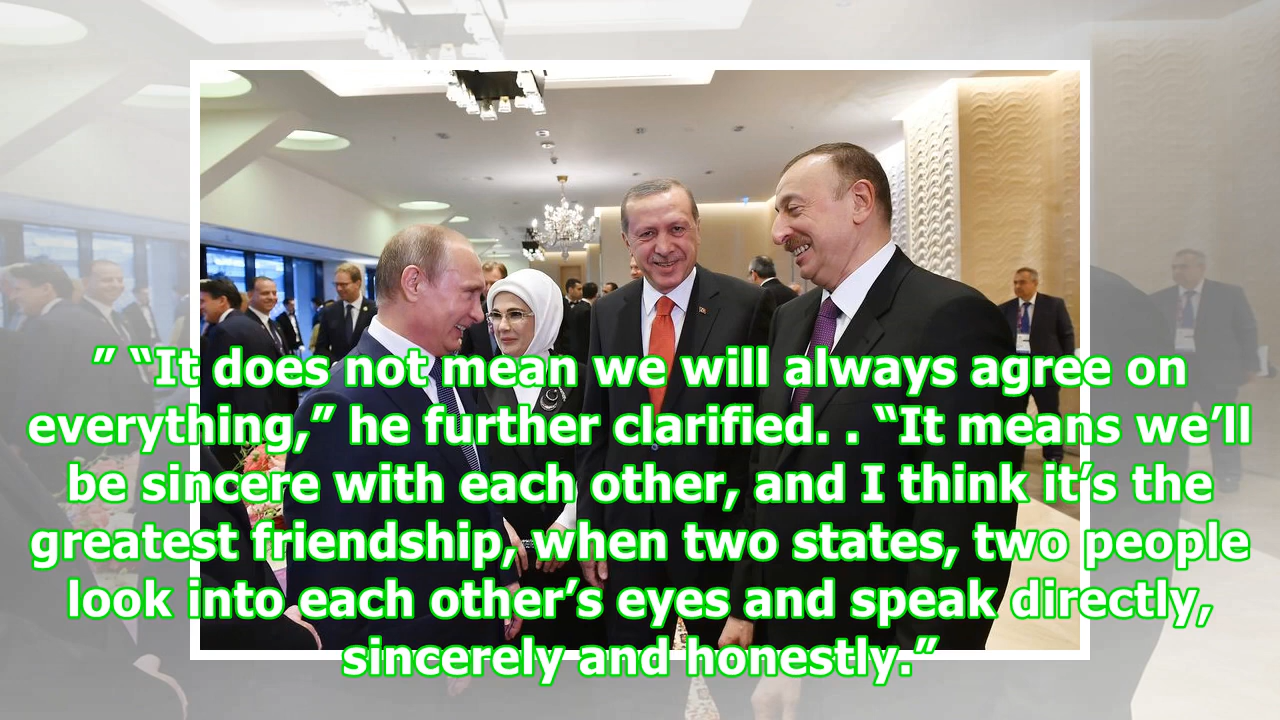 ” “It does not mean we will always agree on
everything,” he further clarified. . “It means we’ll
be sincere with each other, and I think it’s the
greatest friendship, when two states, two people
look into each other’s eyes and speak directly,
sincerely and honestly.”